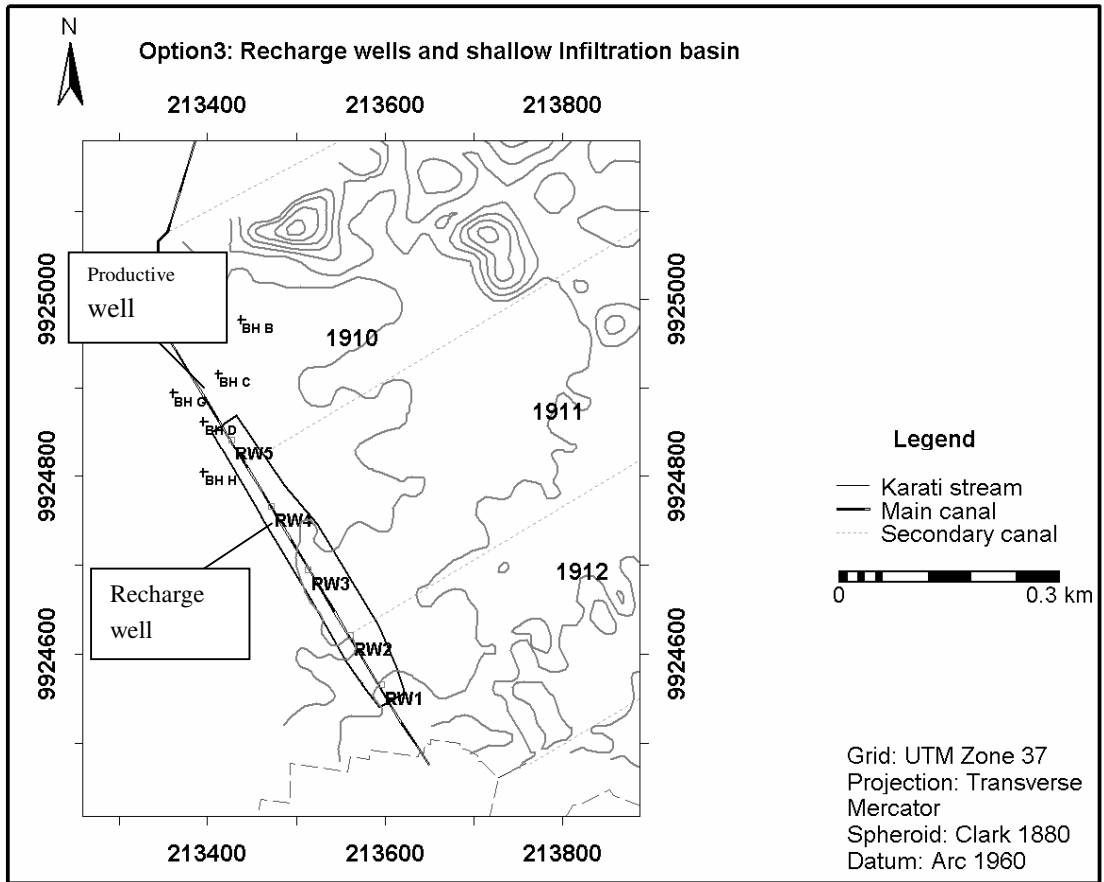 N
Option3: Recharge wells and shallow Infiltration basin
213400 213600 213800
9925000 9925000
Productive
well
BH B
1910
BH C
BH G
1911
BH D
9924800 9924800
RW5
BH H
RW4
Legend
Karati stream
Main canal
Secondary canal
0 0.3 km
Recharge
well
RW3
1912
9924600 9924600
RW2
RW1
Grid: UTM Zone 37
Projection: Transverse
Mercator
Spheroid: Clark 1880
Datum: Arc 1960
213400 213600 213800